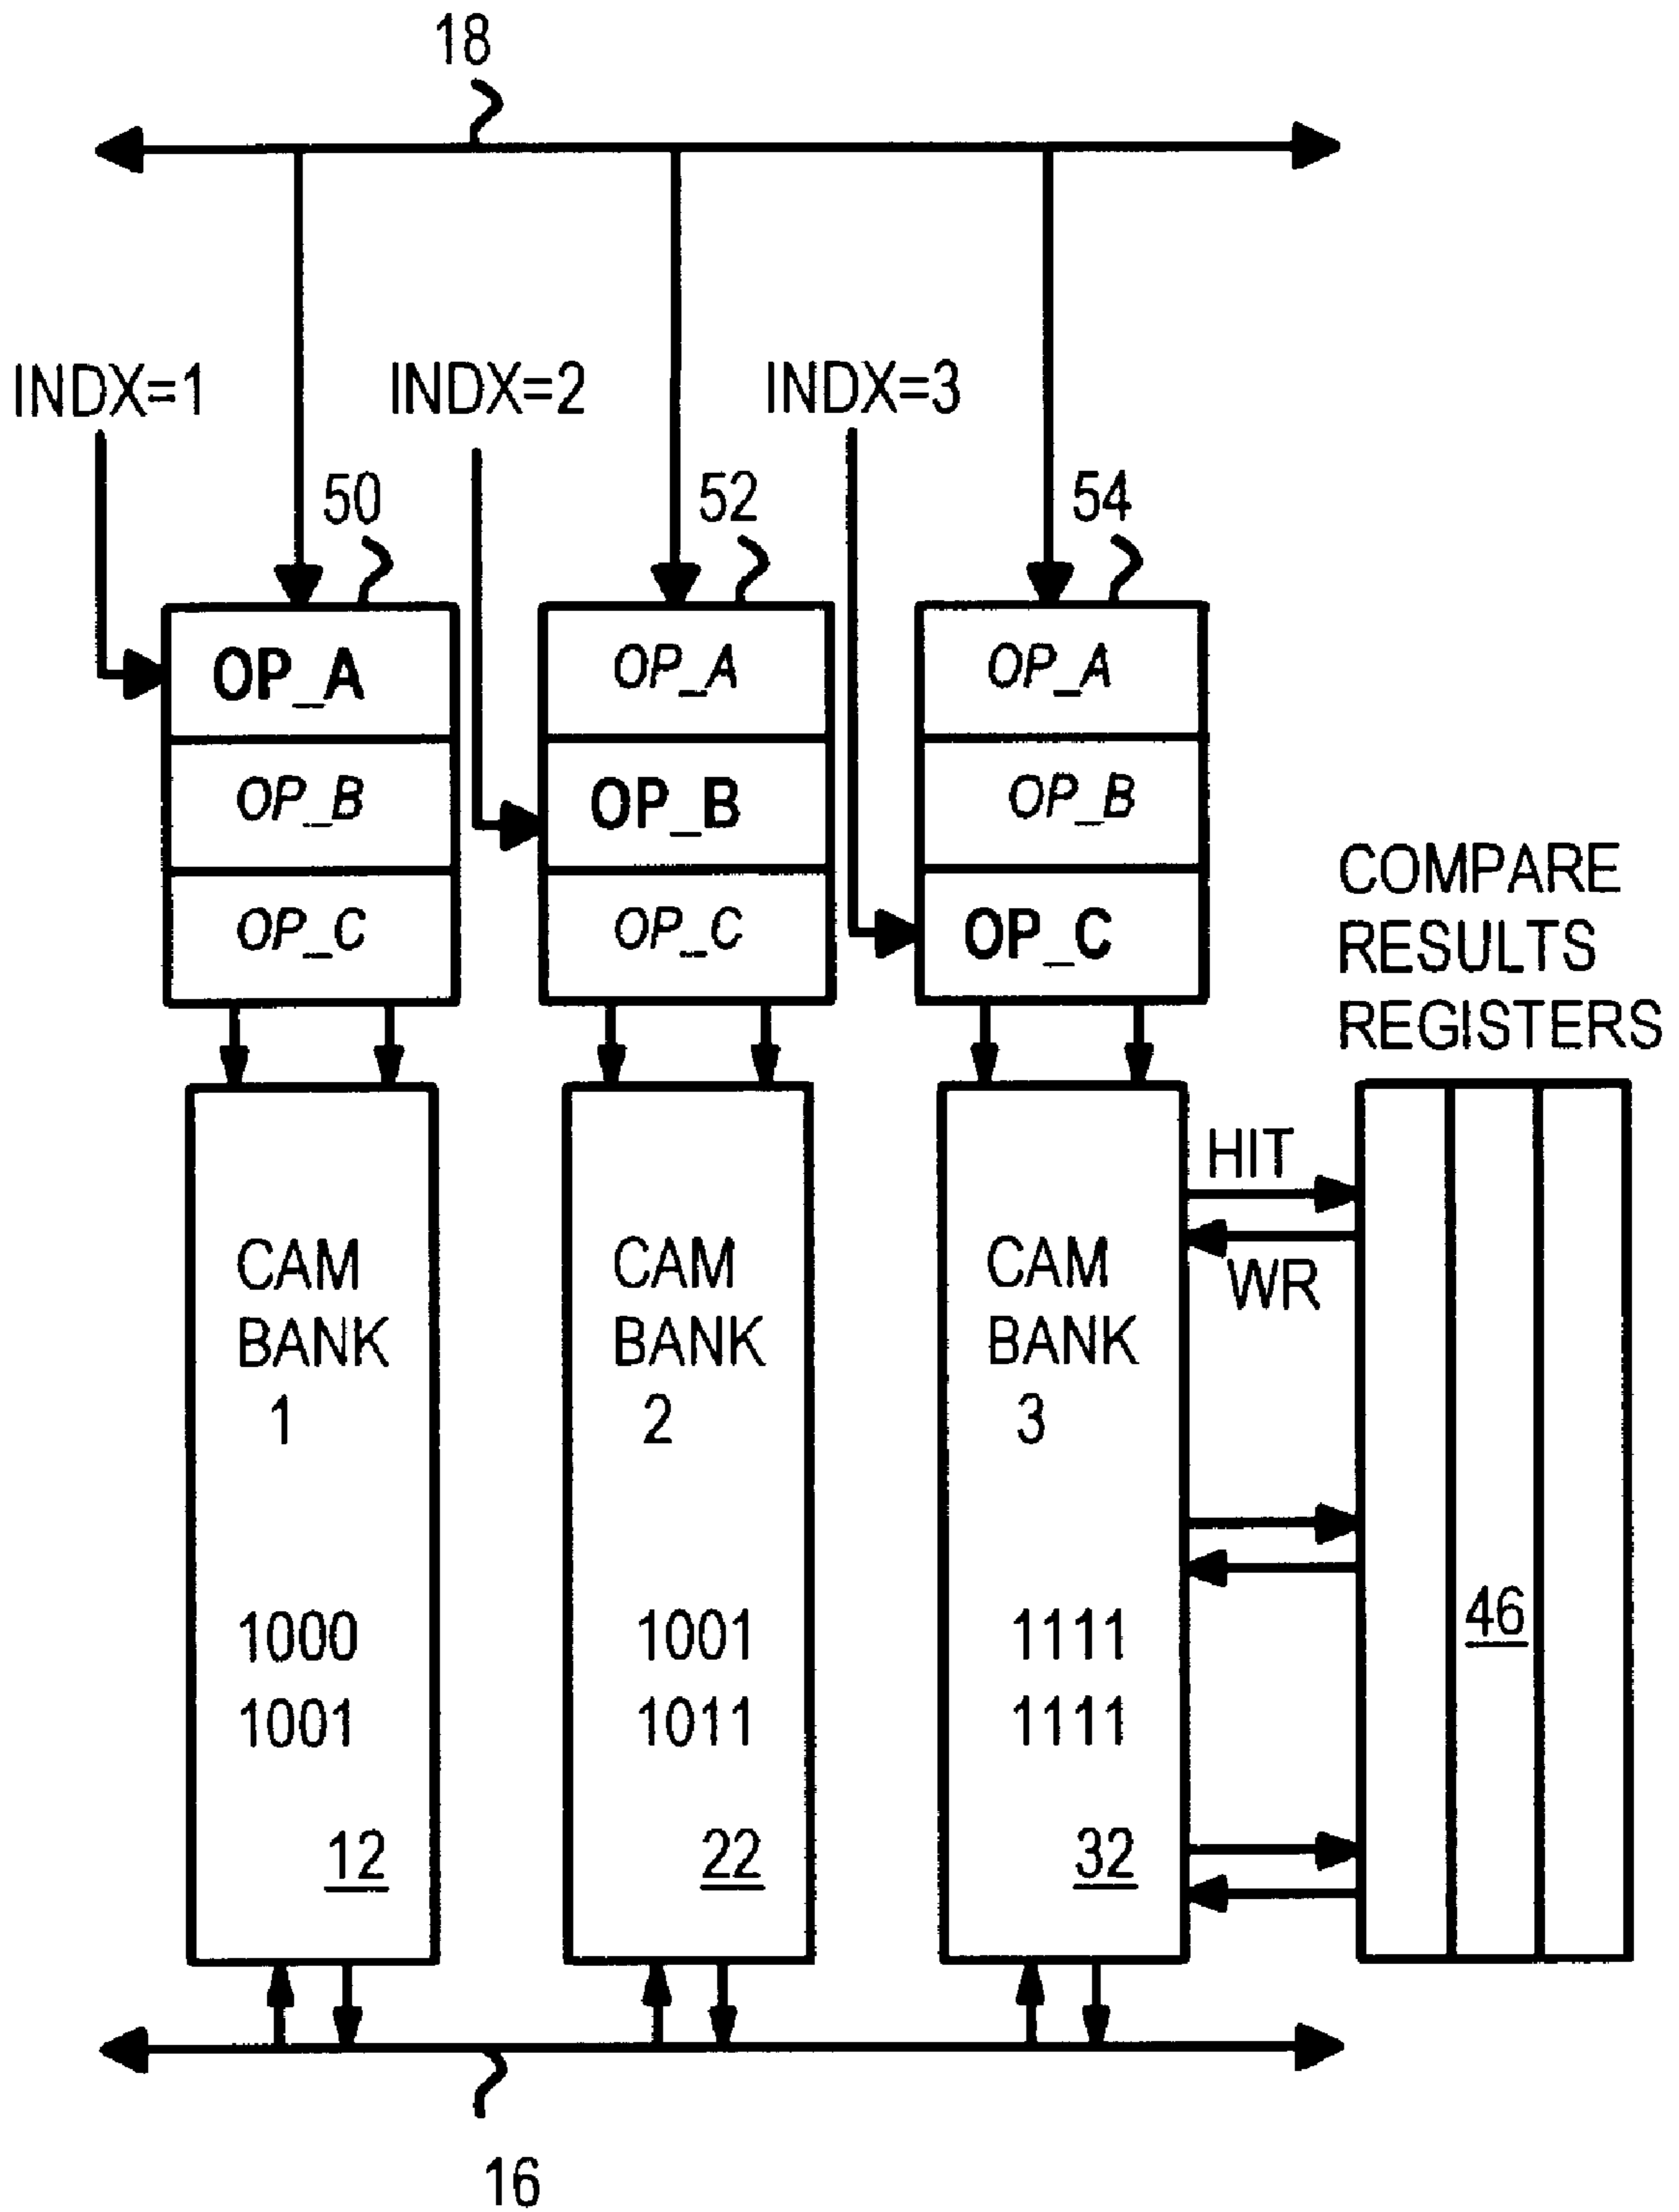 18
INDX=1
INDX=2
INDX=3
50
52
54
OP_A
OP_B
OP_C
OP_A
OP_B
OP_C
OP_A
OP_B
OP_C
COMPARE
RESULTS
REGISTERS
CAM
BANK
1
1000
1001
12
CAM
BANK
2
1001
1011
22
CAM
BANK
3
1111
1111
32
HIT
WR
46
16